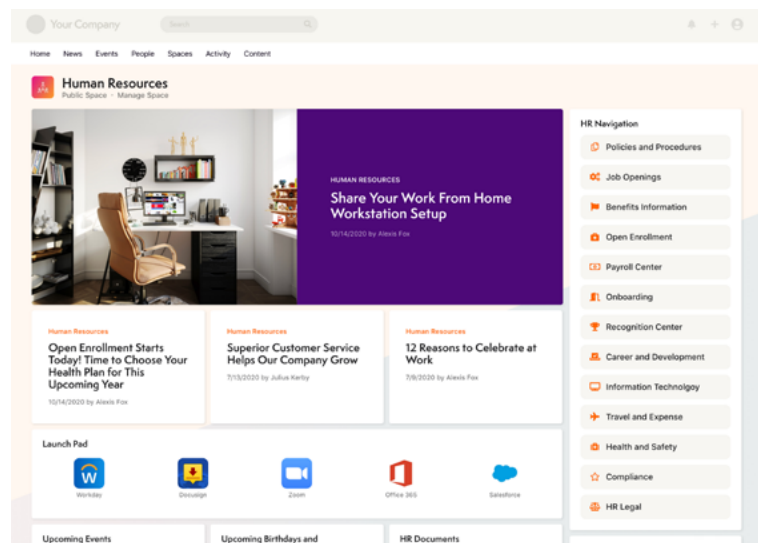 Your Company
Search
Home News Events People Spaces Activity Content
Human Resources
Public Space - Manage Space
HUMAN RESOURCES
Share Your Work From Home
Workstation Setup
10/14/2020 by Alexis Fox
Human Resources
Open Enrollment Starts
Today! Time to Choose Your
Health Plan for This
Upcoming Year
10/14/2020 by Alexis Fox
Human Resources
Superior Customer Service
Helps Our Company Grow
7/13/2020 by Julius Kerby
Human Resources
12 Reasons to Celebrate at
Work
7/9/2020 by Alexis Fox
Launch Pad
Workday
Docusign
Zoom
Office 365
Salesforce
Upcoming Events
Upcoming Birthdays and
HR Documents
HR Navigation
Policies and Procedures
Job Openings
Benefits Information
Open Enrollment
Payroll Center
Onboarding
Recognition Center
Career and Development
Information Technolgoy
Travel and Expense
Health and Safety
Compliance
HR Legal